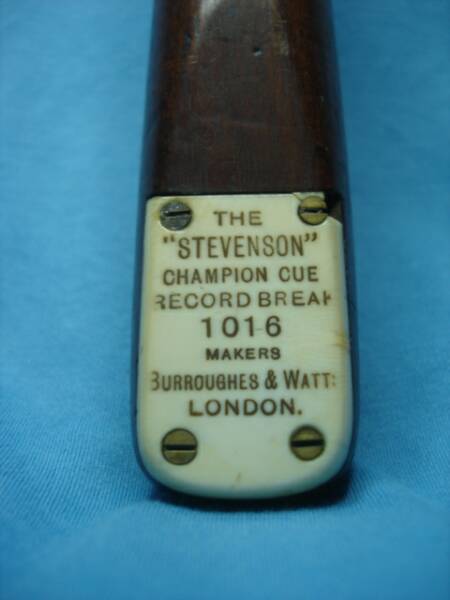 THE
"STEVENSON"
CHAMPION CUE
RECORD BREAK
1016
MAKERS
BURROUGHES & WATTS
LONDON.